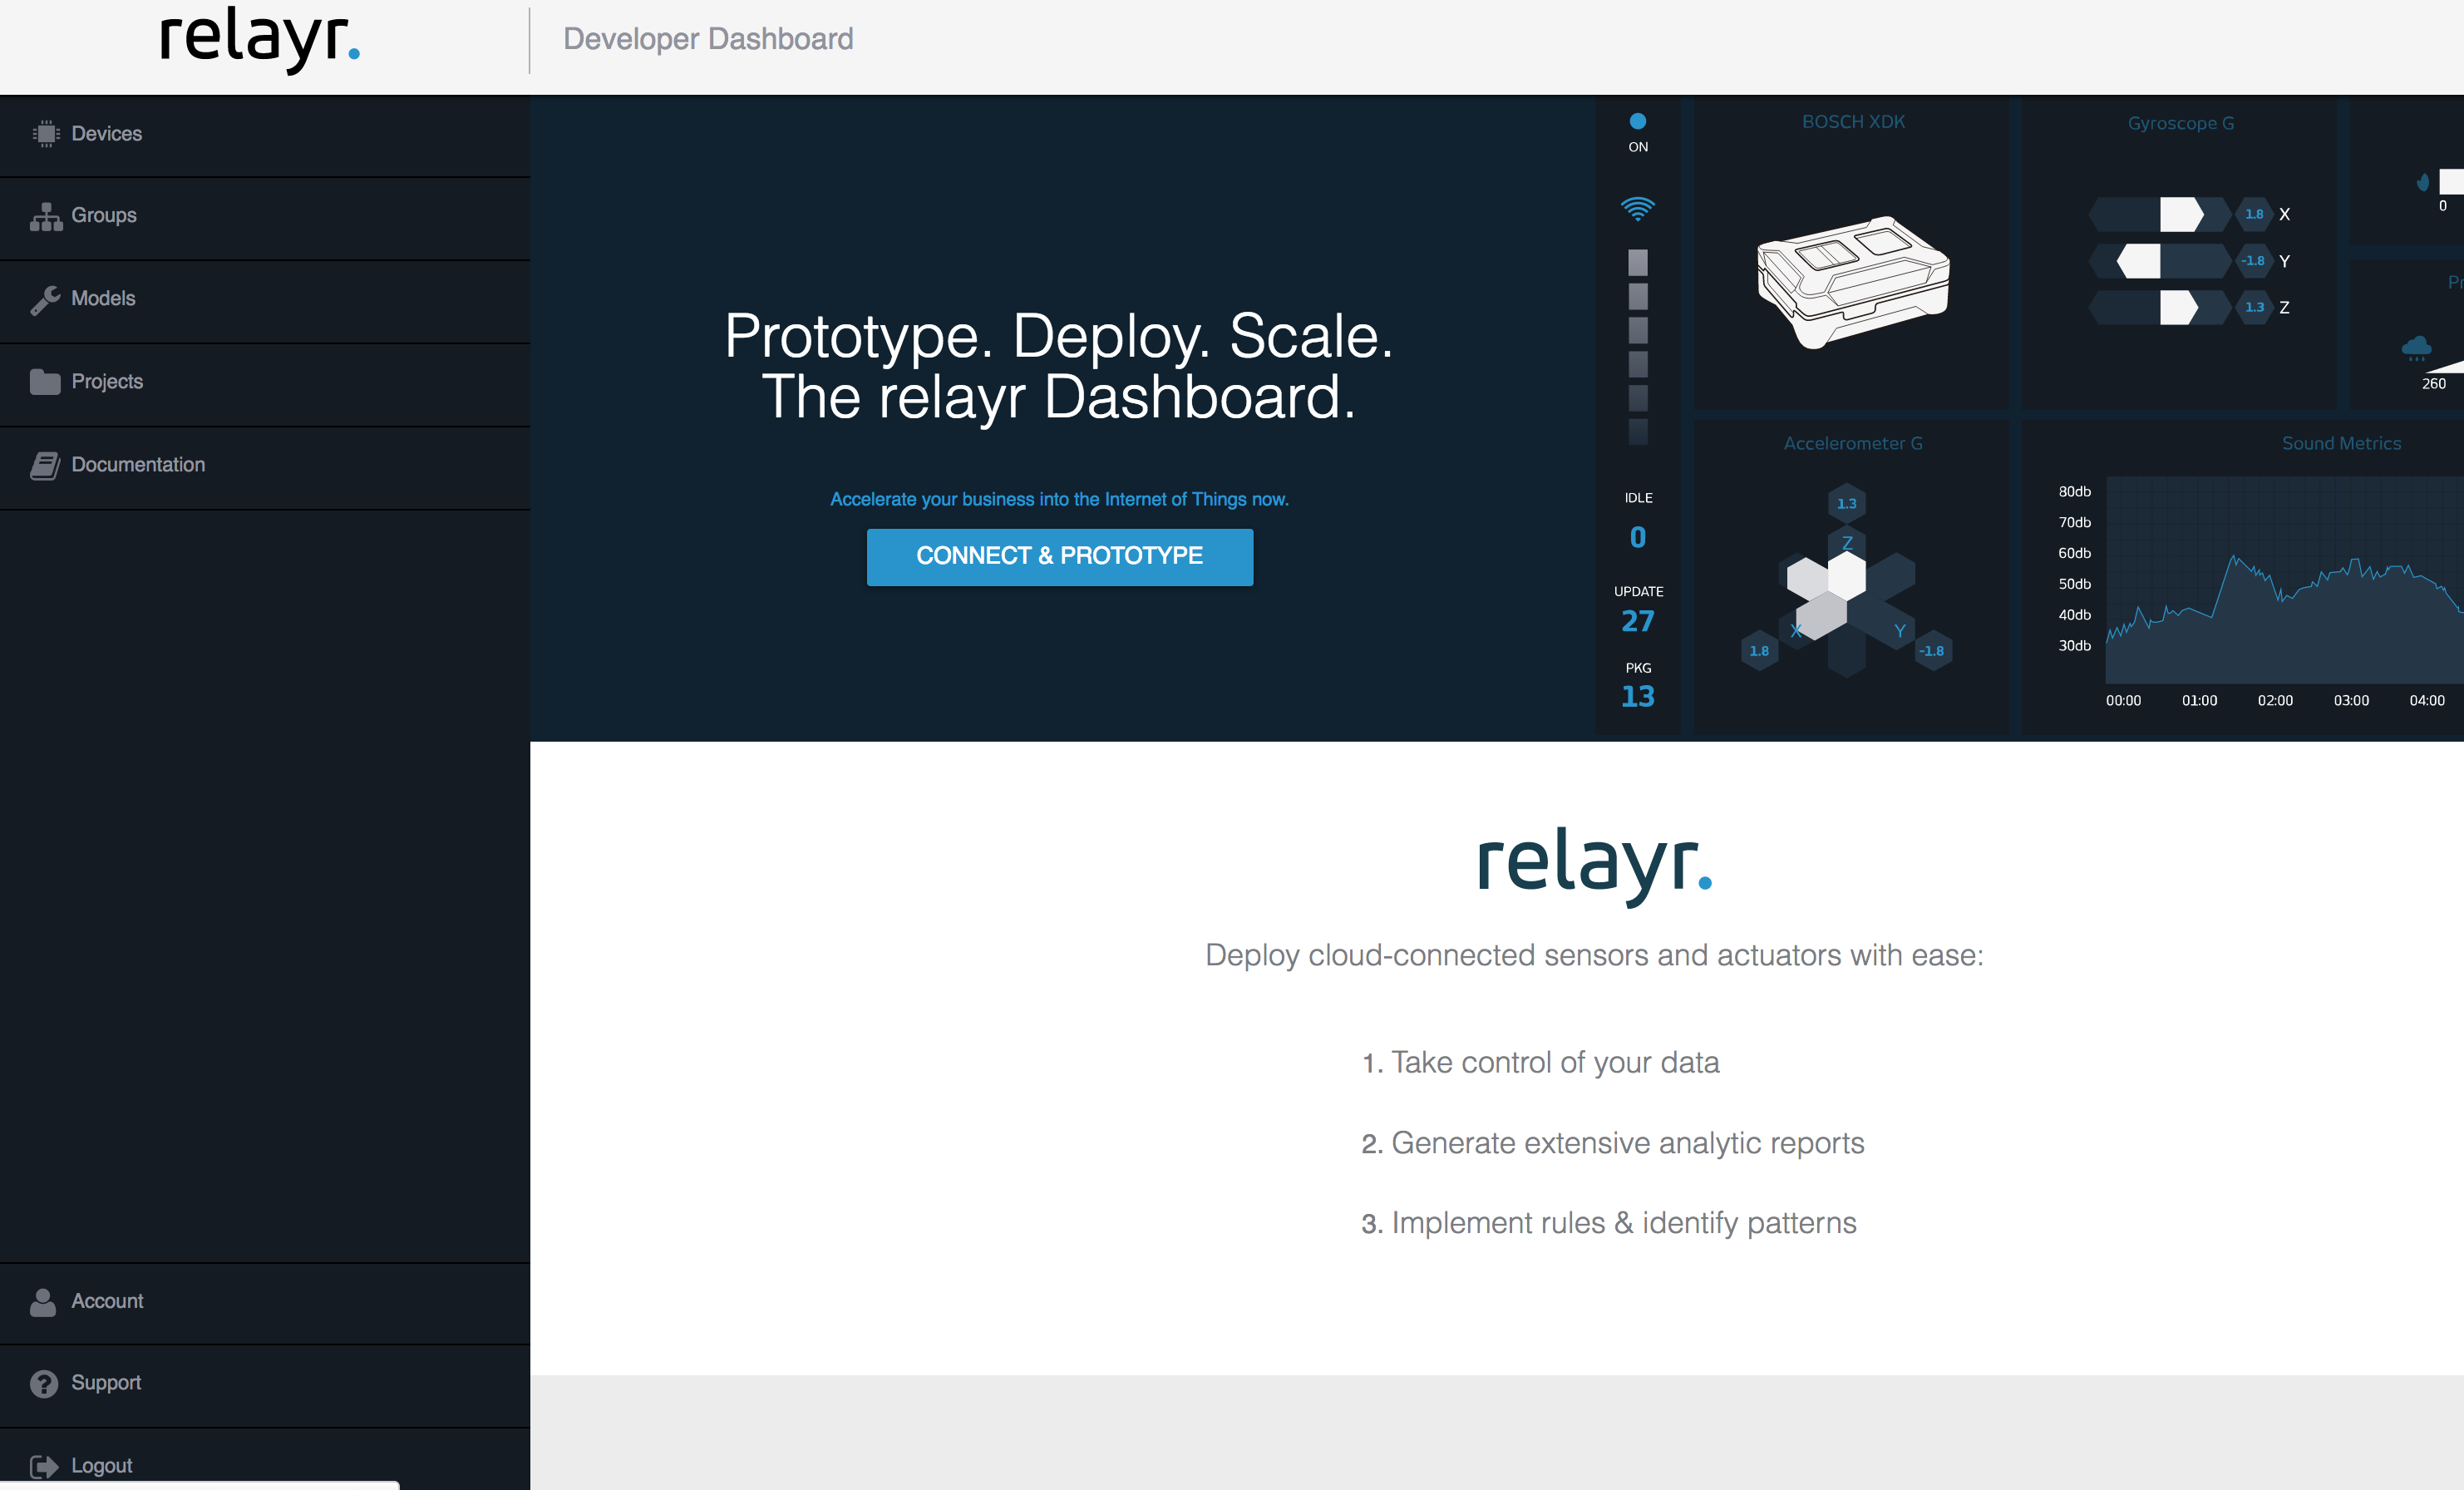 relayr.
Developer Dashboard
Devices
Groups
Models
Projects
Documentation
Account
Support
Logout
Prototype. Deploy. Scale.
The relayr Dashboard.
Accelerate your business into the Internet of Things now.
CONNECT & PROTOTYPE
ON
IDLE
0
UPDATE
27
PKG
13
BOSCH XDK
Gyroscope G
1.8 X
-1.8 Y
1.3 Z
0
260
Accelerometer G
1.3
Z
X
Y
1.8
-1.8
Sound Metrics
80db
70db
60db
50db
40db
30db
00:00 01:00 02:00 03:00 04:00
relayr.
Deploy cloud-connected sensors and actuators with ease:
1. Take control of your data
2. Generate extensive analytic reports
3. Implement rules & identify patterns